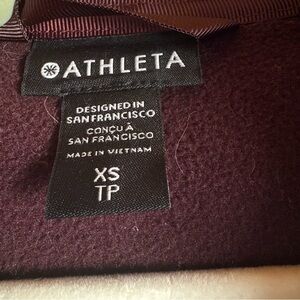 ATHLETA
DESIGNED IN
SAN FRANCISCO
CONÇU À
SAN FRANCISCO
MADE IN VIETNAM
XS
TP